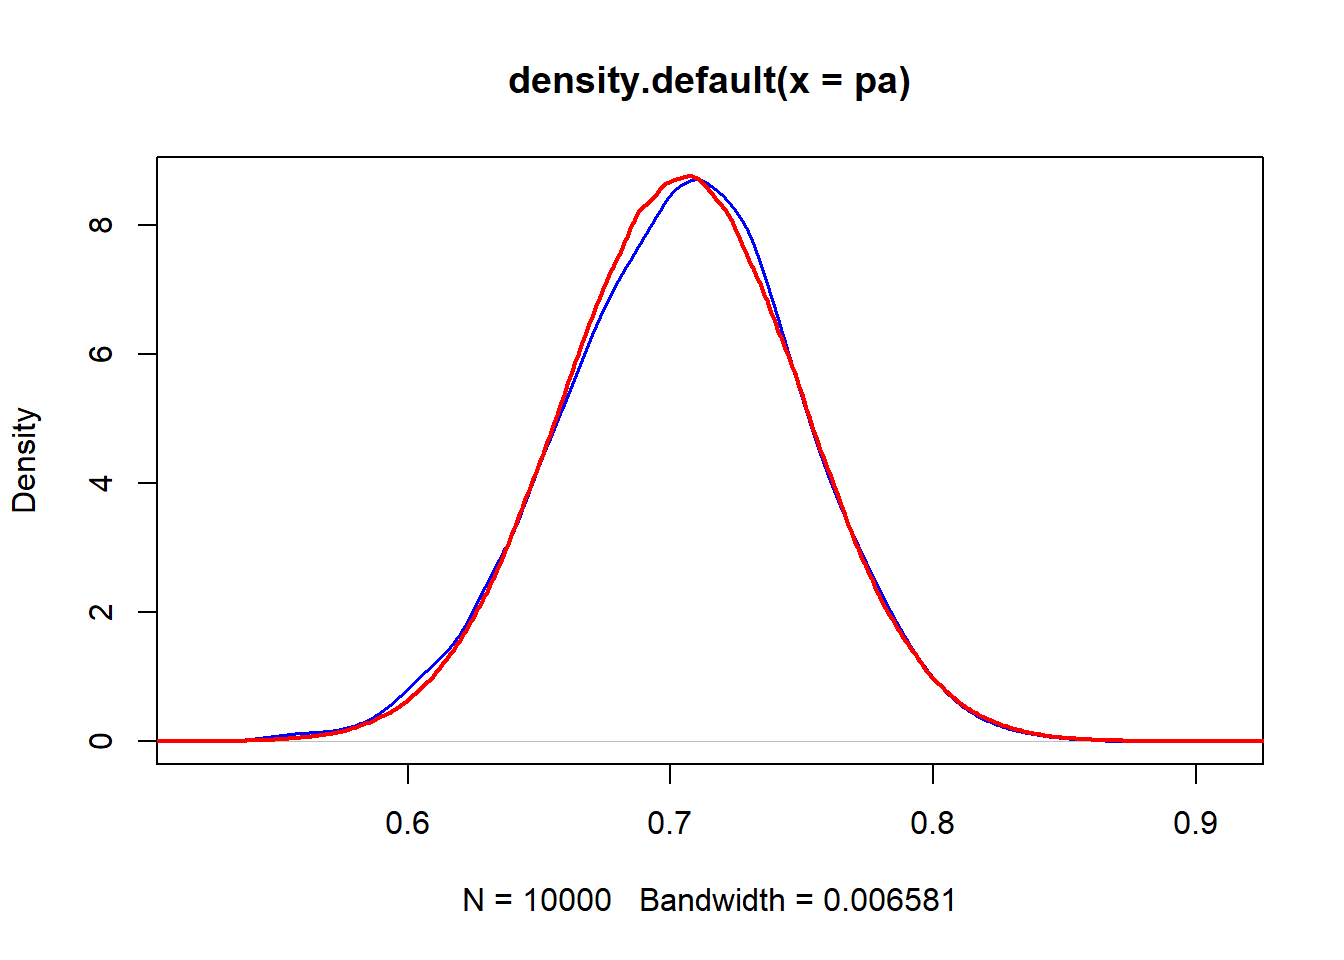 density.default(x = pa)
Density
8
6
4
2
0
0.6 0.7 0.8 0.9
N = 10000 Bandwidth = 0.006581